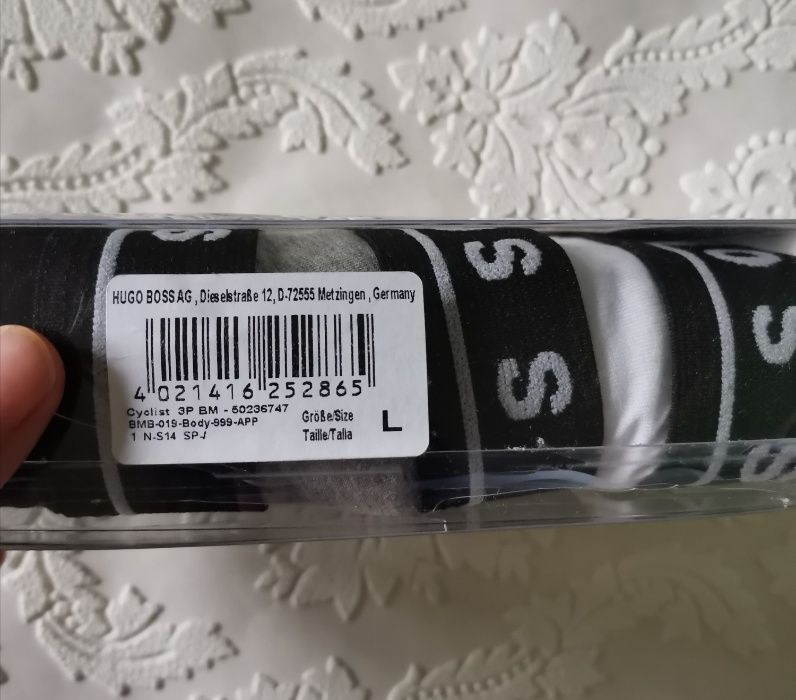 HUGO BOSS AG , Dieselstraße 12, D-72555 Metzingen , Germany
4 021416 252865
Cyclist 3P BM - 50236747
BMB-019-Body-999-APP
1 N-S14 SP-/
Größe/Size
Taille/Talla
L
S
S
S
O
S
S